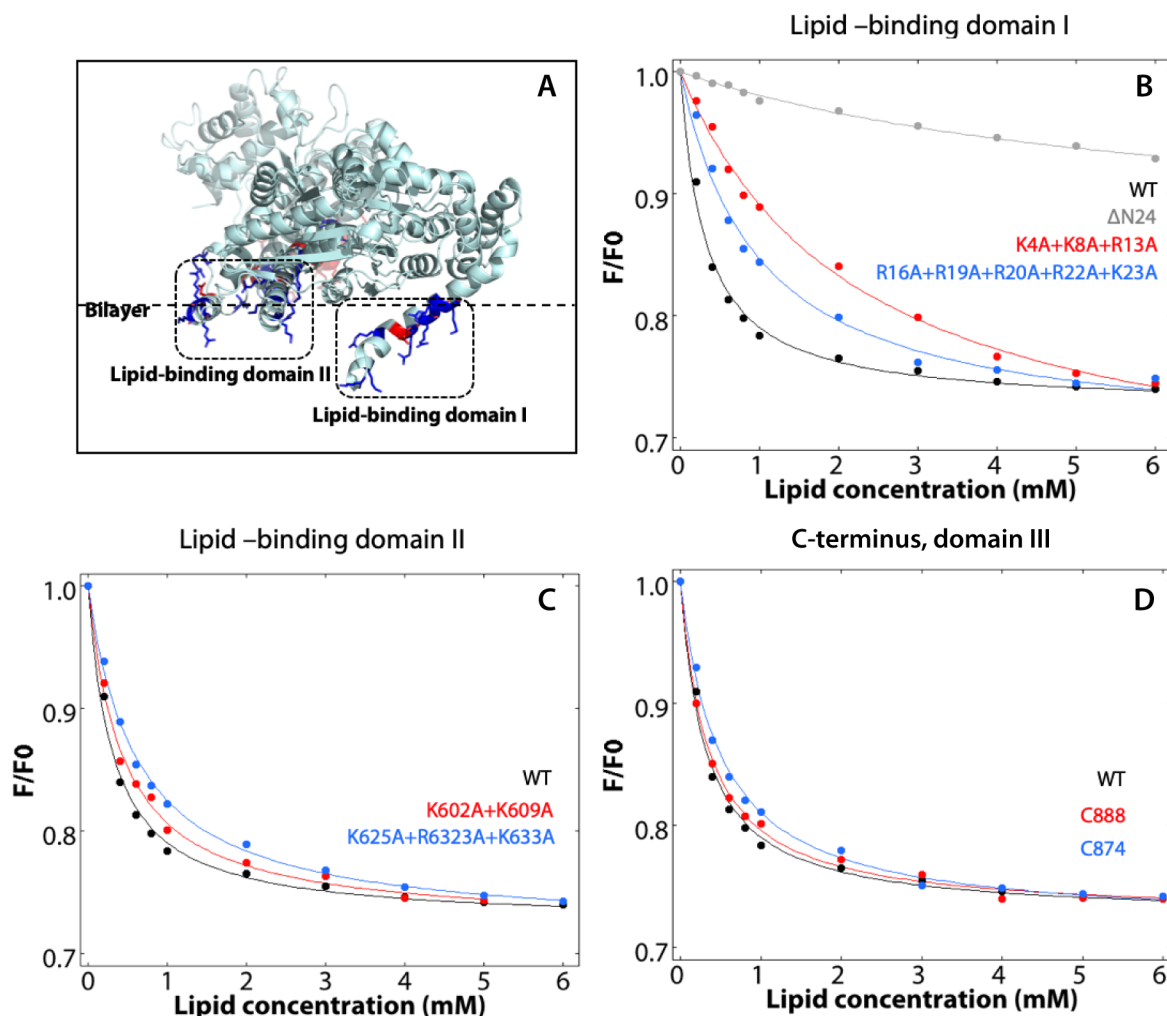 Lipid –binding domain I
A
Bilayer
Lipid-binding domain II
Lipid-binding domain I
B
1.0
0.9
0.8
0.7
F/F0
WT
ΔN24
K4A+K8A+R13A
R16A+R19A+R20A+R22A+K23A
0 1 2 3 4 5 6
Lipid concentration (mM)
Lipid –binding domain II
C
1.0
0.9
0.8
0.7
F/F0
WT
K602A+K609A
K625A+R6323A+K633A
0 1 2 3 4 5 6
Lipid concentration (mM)
C-terminus, domain III
D
1.0
0.9
0.8
0.7
F/F0
WT
C888
C874
0 1 2 3 4 5 6
Lipid concentration (mM)